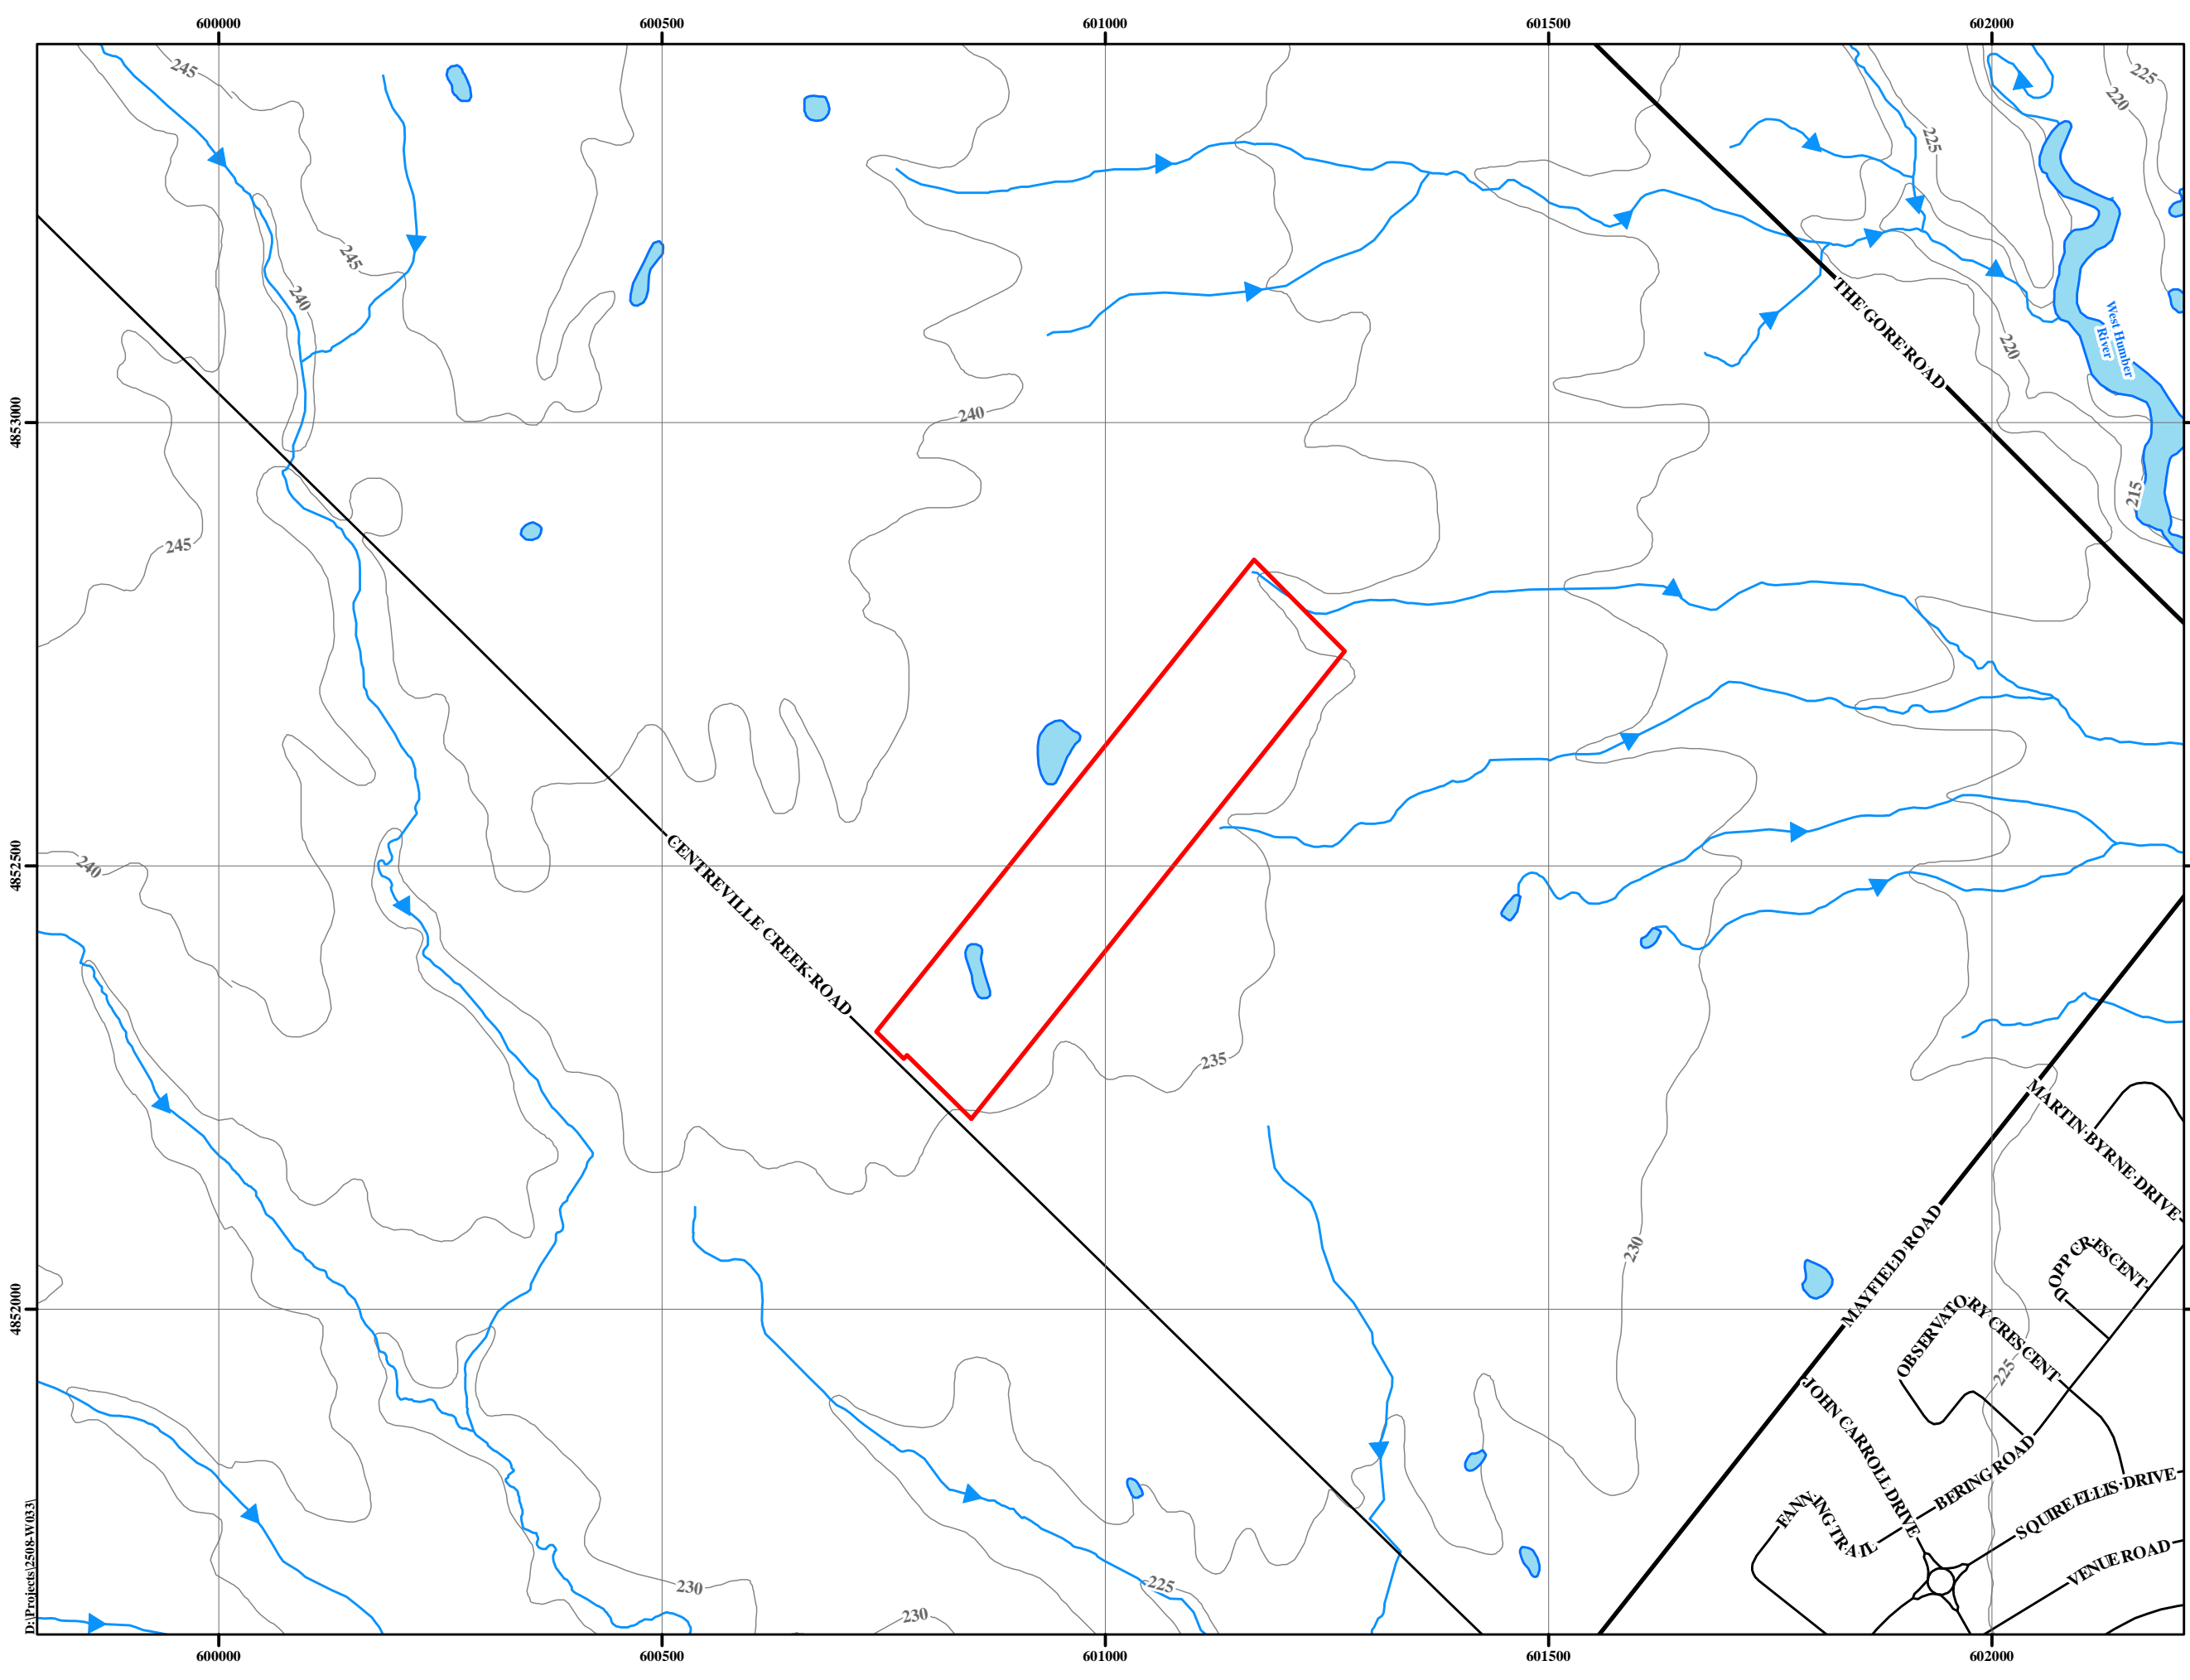 600000
600500
601000
601500
602000
245
225
220
225
245
240
THE GORE ROAD
West Humber
River
220
240
4853000
215
245
CENTREVILLE CREEK ROAD
4852500
240
235
MARTIN BYRNE DRIVE
230
MAYFIELD ROAD
OPP CRESCENT
4852000
OBSERVATORY CRESCENT
225
JOHN CARROLL DRIVE
BERING ROAD
SQUIRE ELLIS DRIVE
FANNING TRAIL
VENUE ROAD
230
225
230
D:\Projects\2508-W033\
600000
600500
601000
601500
602000